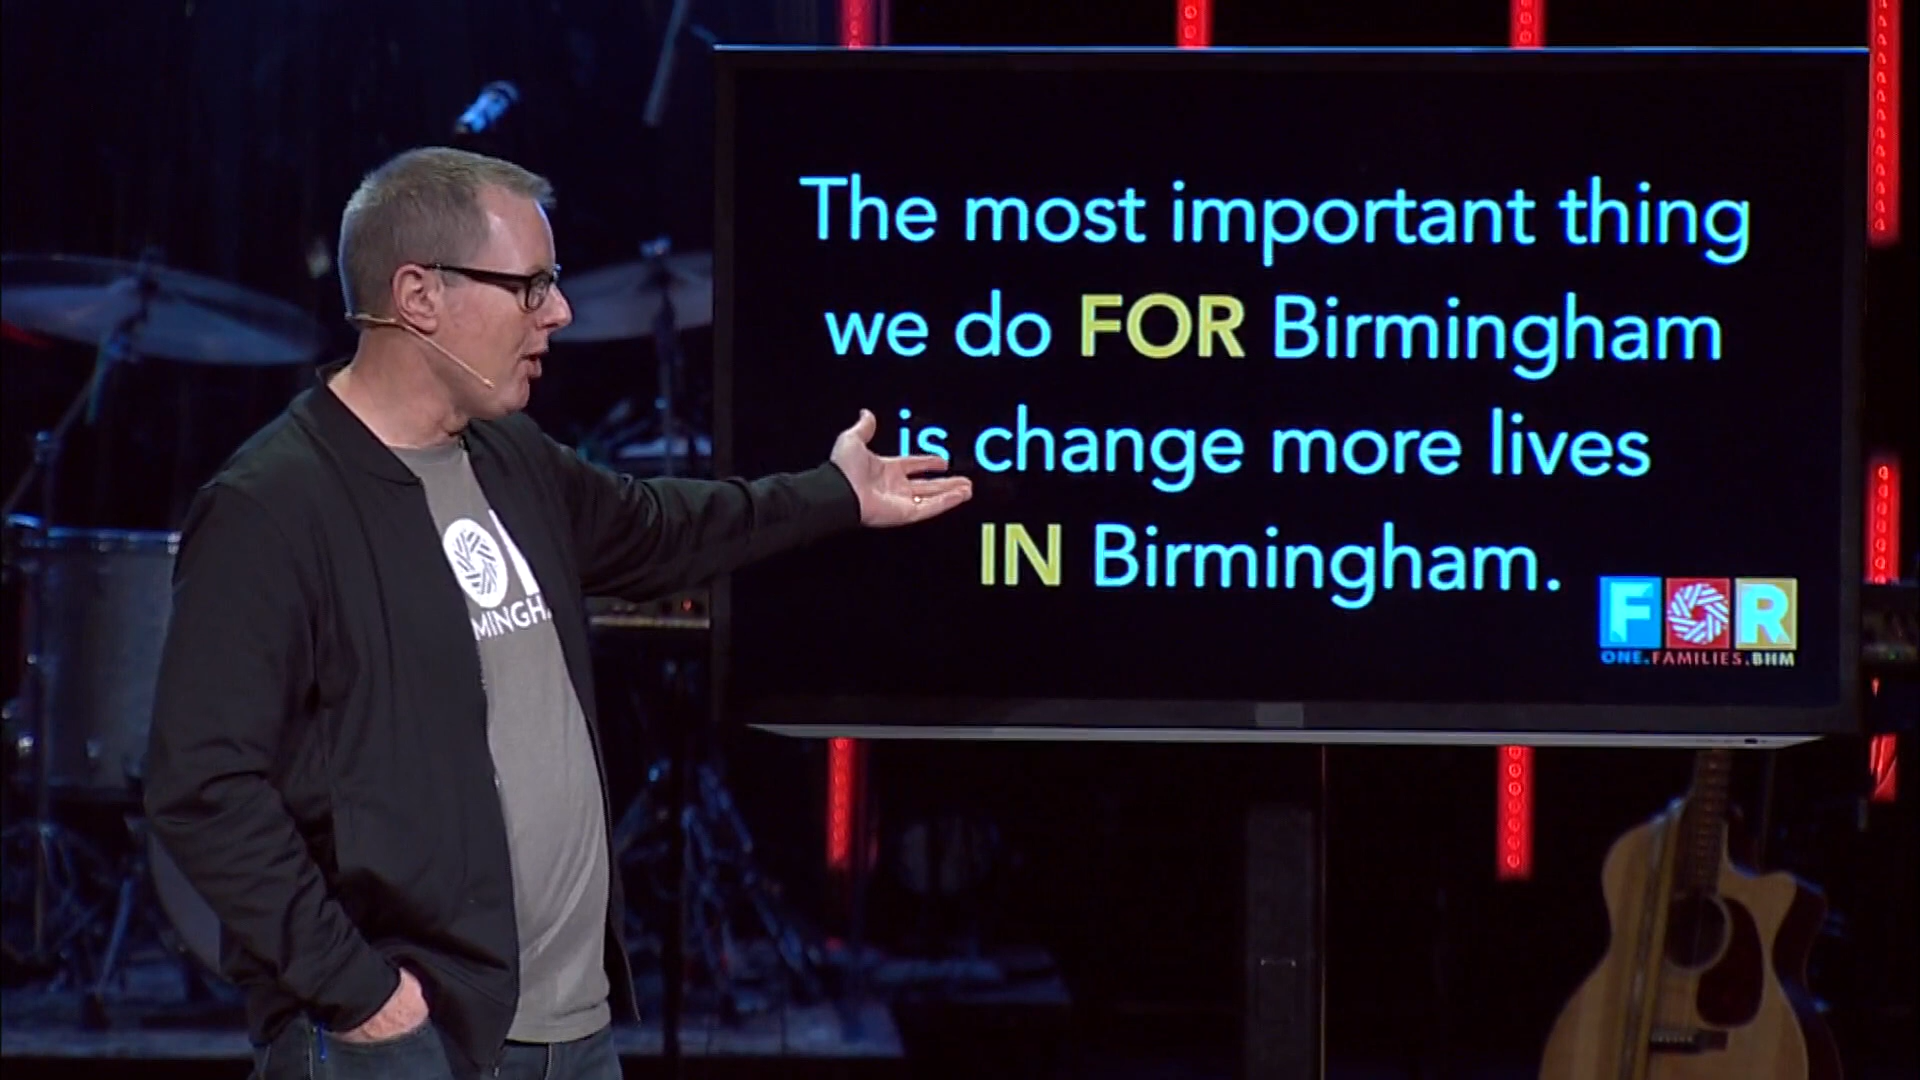 The most important thing
we do FOR Birmingham
is change more lives
IN Birmingham.
FOR
ONE.FAMILIES.BHM